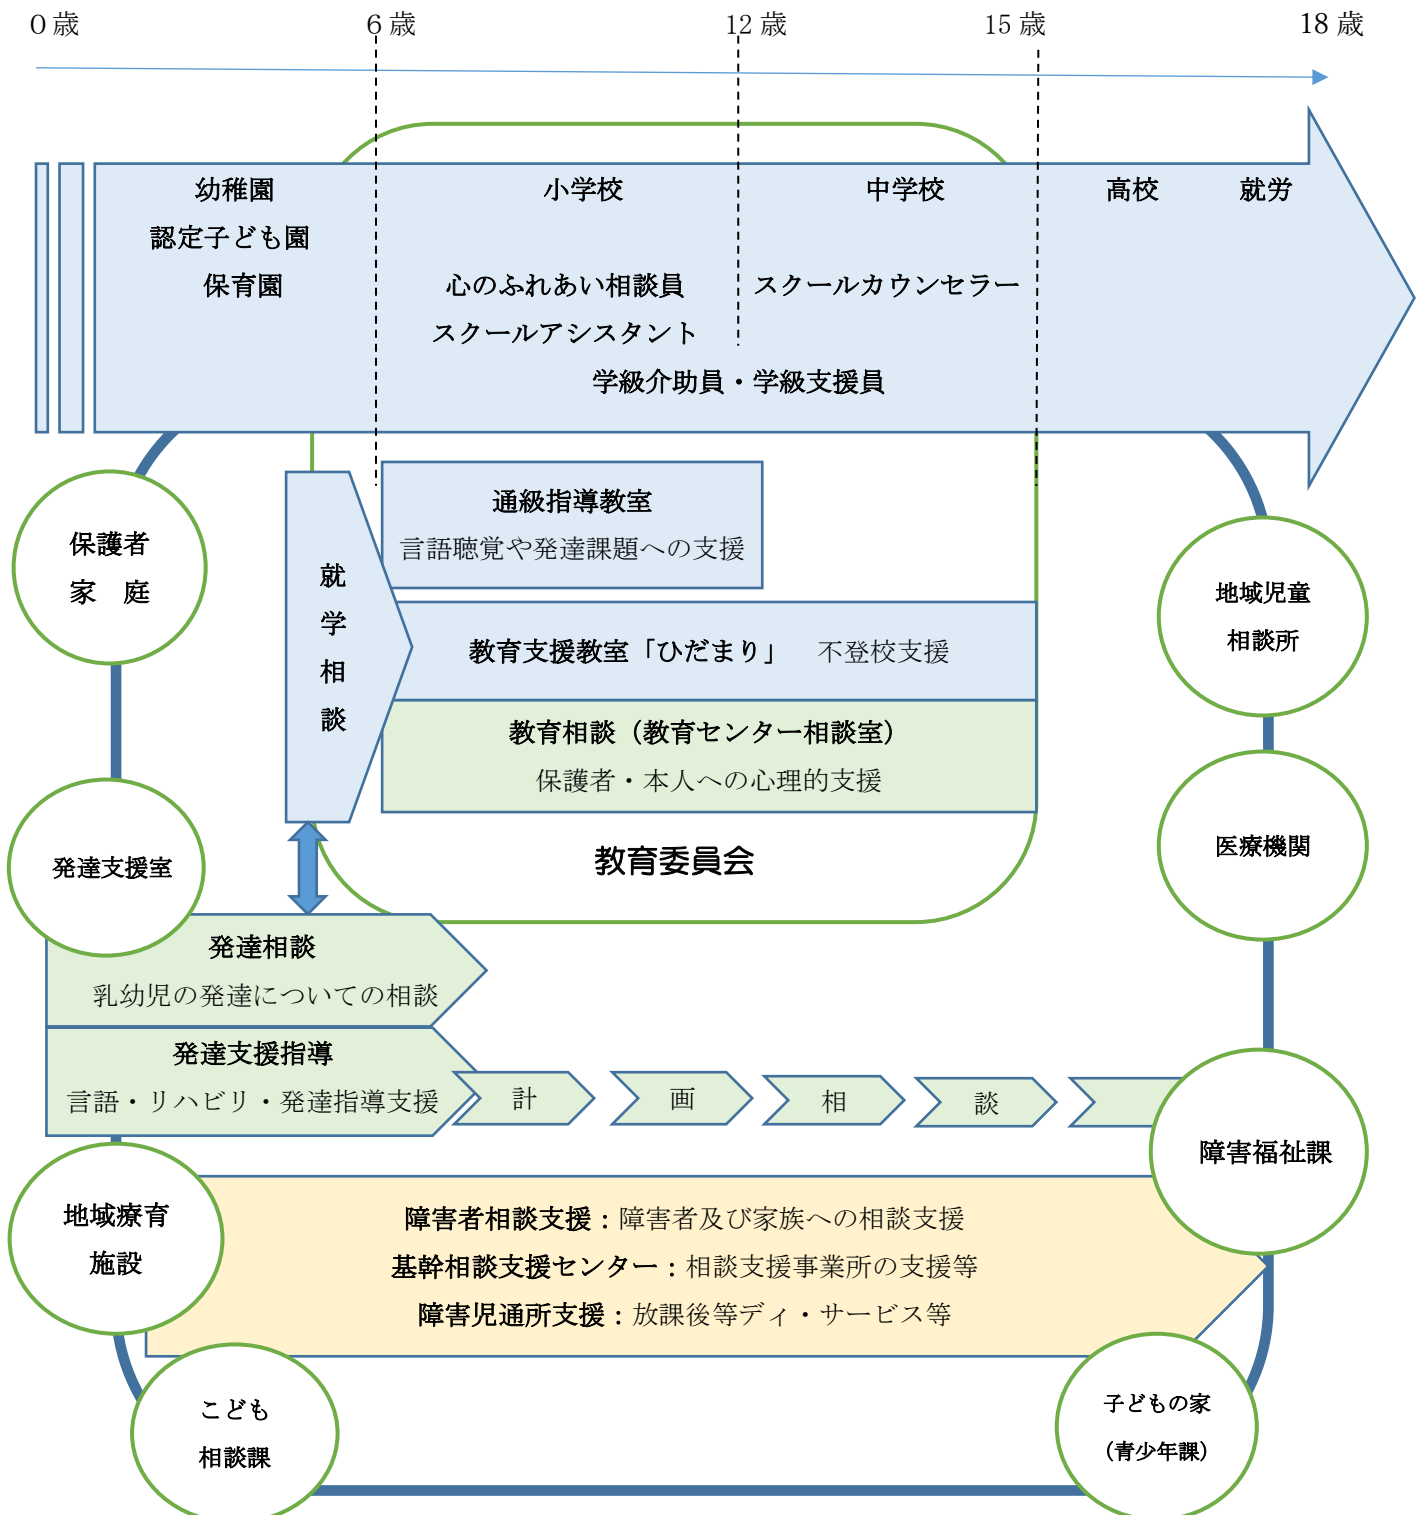 0歳
6歳
12歳
15歳
18歳
幼稚園
認定子ども園
保育園
小学校
心のふれあい相談員
スクールアシスタント
中学校
スクールカウンセラー
高校
就労
学級介助員・学級支援員
保護者
家　庭
就
学
相
談
通級指導教室
言語聴覚や発達課題への支援
教育支援教室「ひだまり」　不登校支援
教育相談（教育センター相談室）
保護者・本人への心理的支援
教育委員会
地域児童
相談所
発達支援室
医療機関
発達相談
乳幼児の発達についての相談
発達支援指導
言語・リハビリ・発達指導支援
計
画
相
談
障害福祉課
地域療育
施設
障害者相談支援：障害者及び家族への相談支援
基幹相談支援センター：相談支援事業所の支援等
障害児通所支援：放課後等ディ・サービス等
こども
相談課
子どもの家
（青少年課）